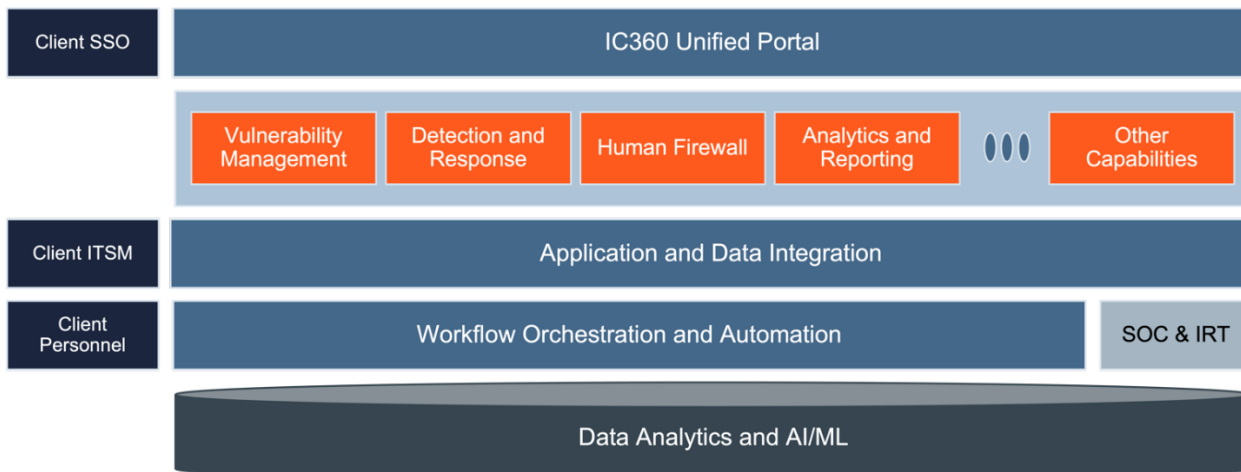 Client SSO
IC360 Unified Portal
Vulnerability
Management
Detection and
Response
Human Firewall
Analytics and
Reporting
Other
Capabilities
Client ITSM
Application and Data Integration
Client
Personnel
Workflow Orchestration and Automation
SOC & IRT
Data Analytics and AI/ML